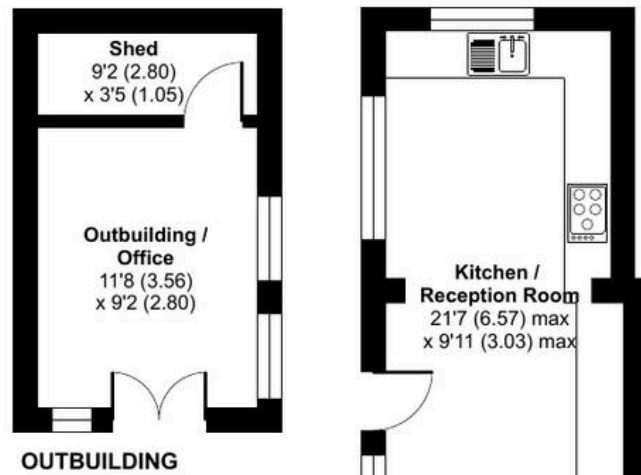 Shed
9'2 (2.80)
x 3'5 (1.05)
Outbuilding /
Office
11'8 (3.56)
x 9'2 (2.80)
OUTBUILDING
Kitchen /
Reception Room
21'7 (6.57) max
x 9'11 (3.03) max